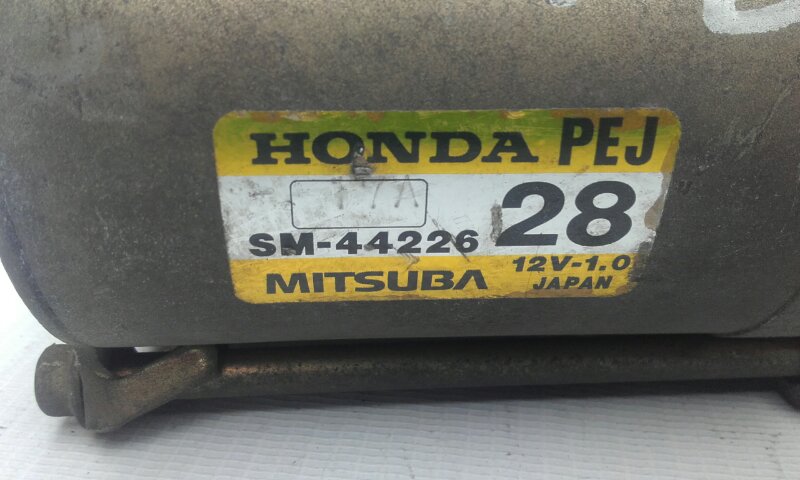 HONDA PEJ
28
SM-44226
12V-1.0
MITSUBA
JAPAN